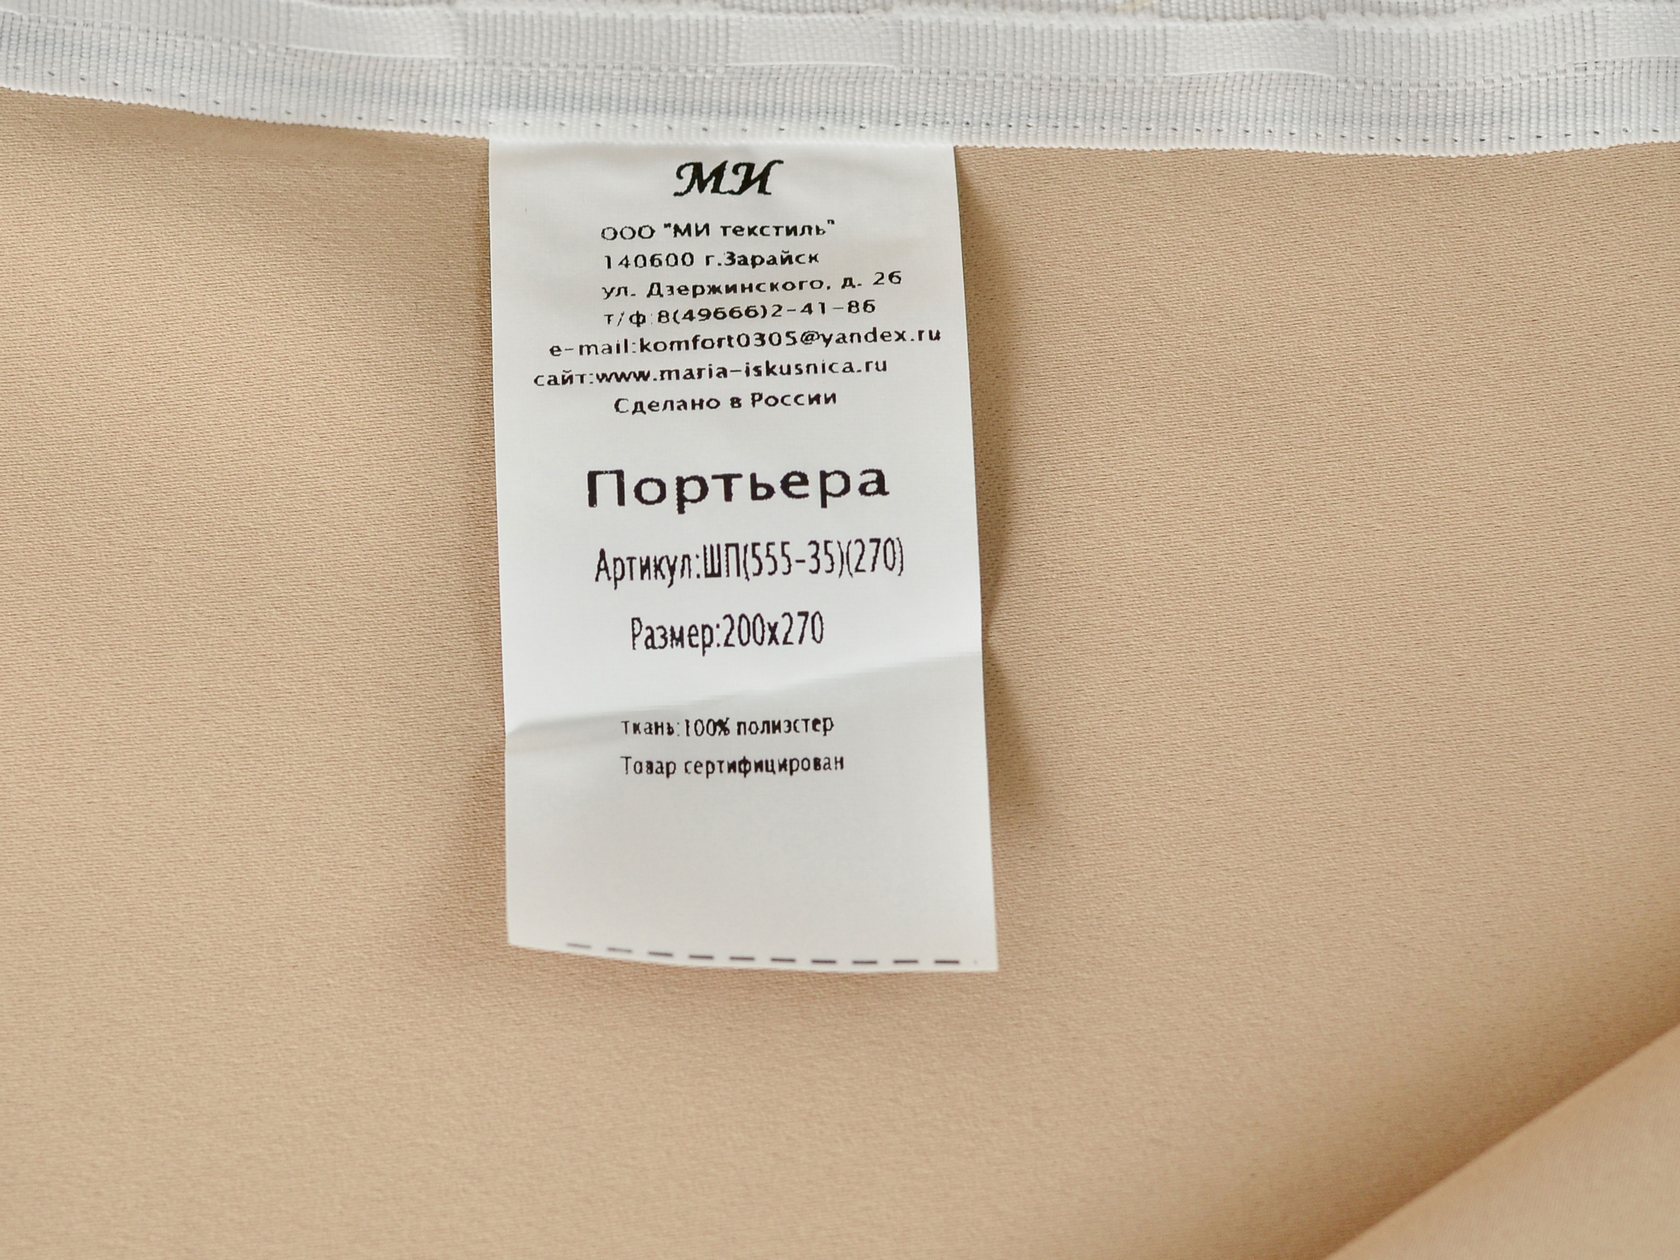 МИ
ООО "МИ текстиль"
140600 г.Зарайск
ул. Дзержинского, д. 26
т/ф:8(49666)2-41-86
e-mail:komfort0305@yandex.ru
сайт:www.maria-iskusnica.ru
Сделано в России
Портьера
Артикул:ШП(555-35)(270)
Размер:200х270
Ткань:100% полиэстер
Товар сертифицирован